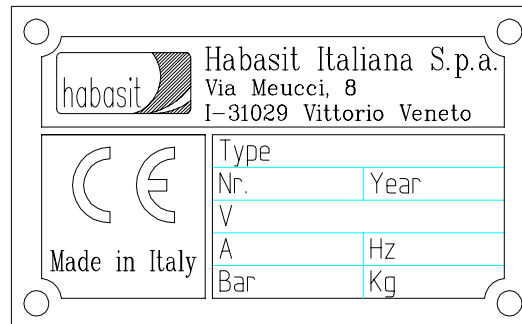 habasit
Habasit Italiana S.p.a.
Via Meucci, 8
I-31029 Vittorio Veneto
CE
Made in Italy
Type
Nr. Year
V
A Hz
Bar Kg